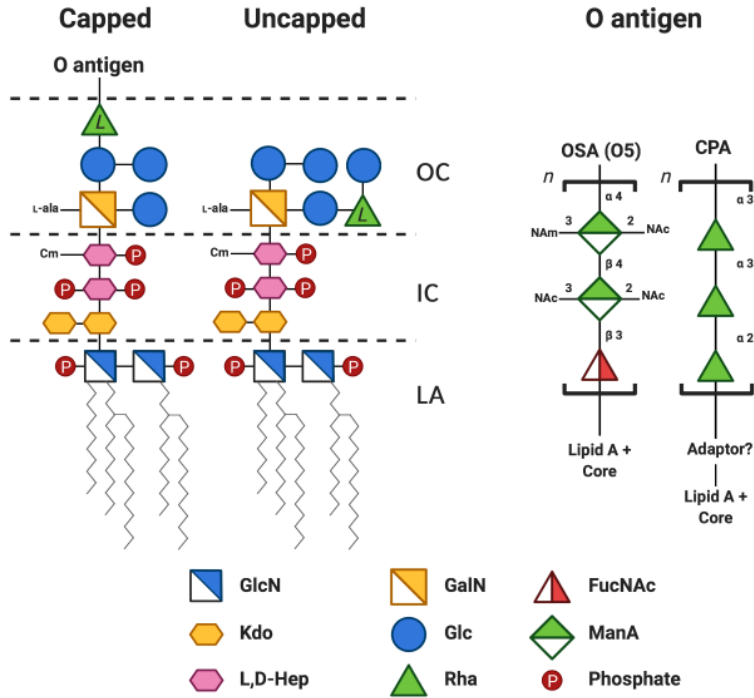 Capped
Uncapped
O antigen
O antigen
L
OC
L-ala
L-ala
L
Cm
P
Cm
P
IC
P
P
P
P
P
P
P
P
LA
OSA (O5)
CPA
n
n
α 4
α 3
3
2
NAm
NAc
β 4
α 3
3
2
NAc
NAc
β 3
α 2
Lipid A +
Core
Adaptor?
Lipid A +
Core
GlcN
GalN
FucNAc
Kdo
Glc
ManA
L,D-Hep
Rha
P
Phosphate